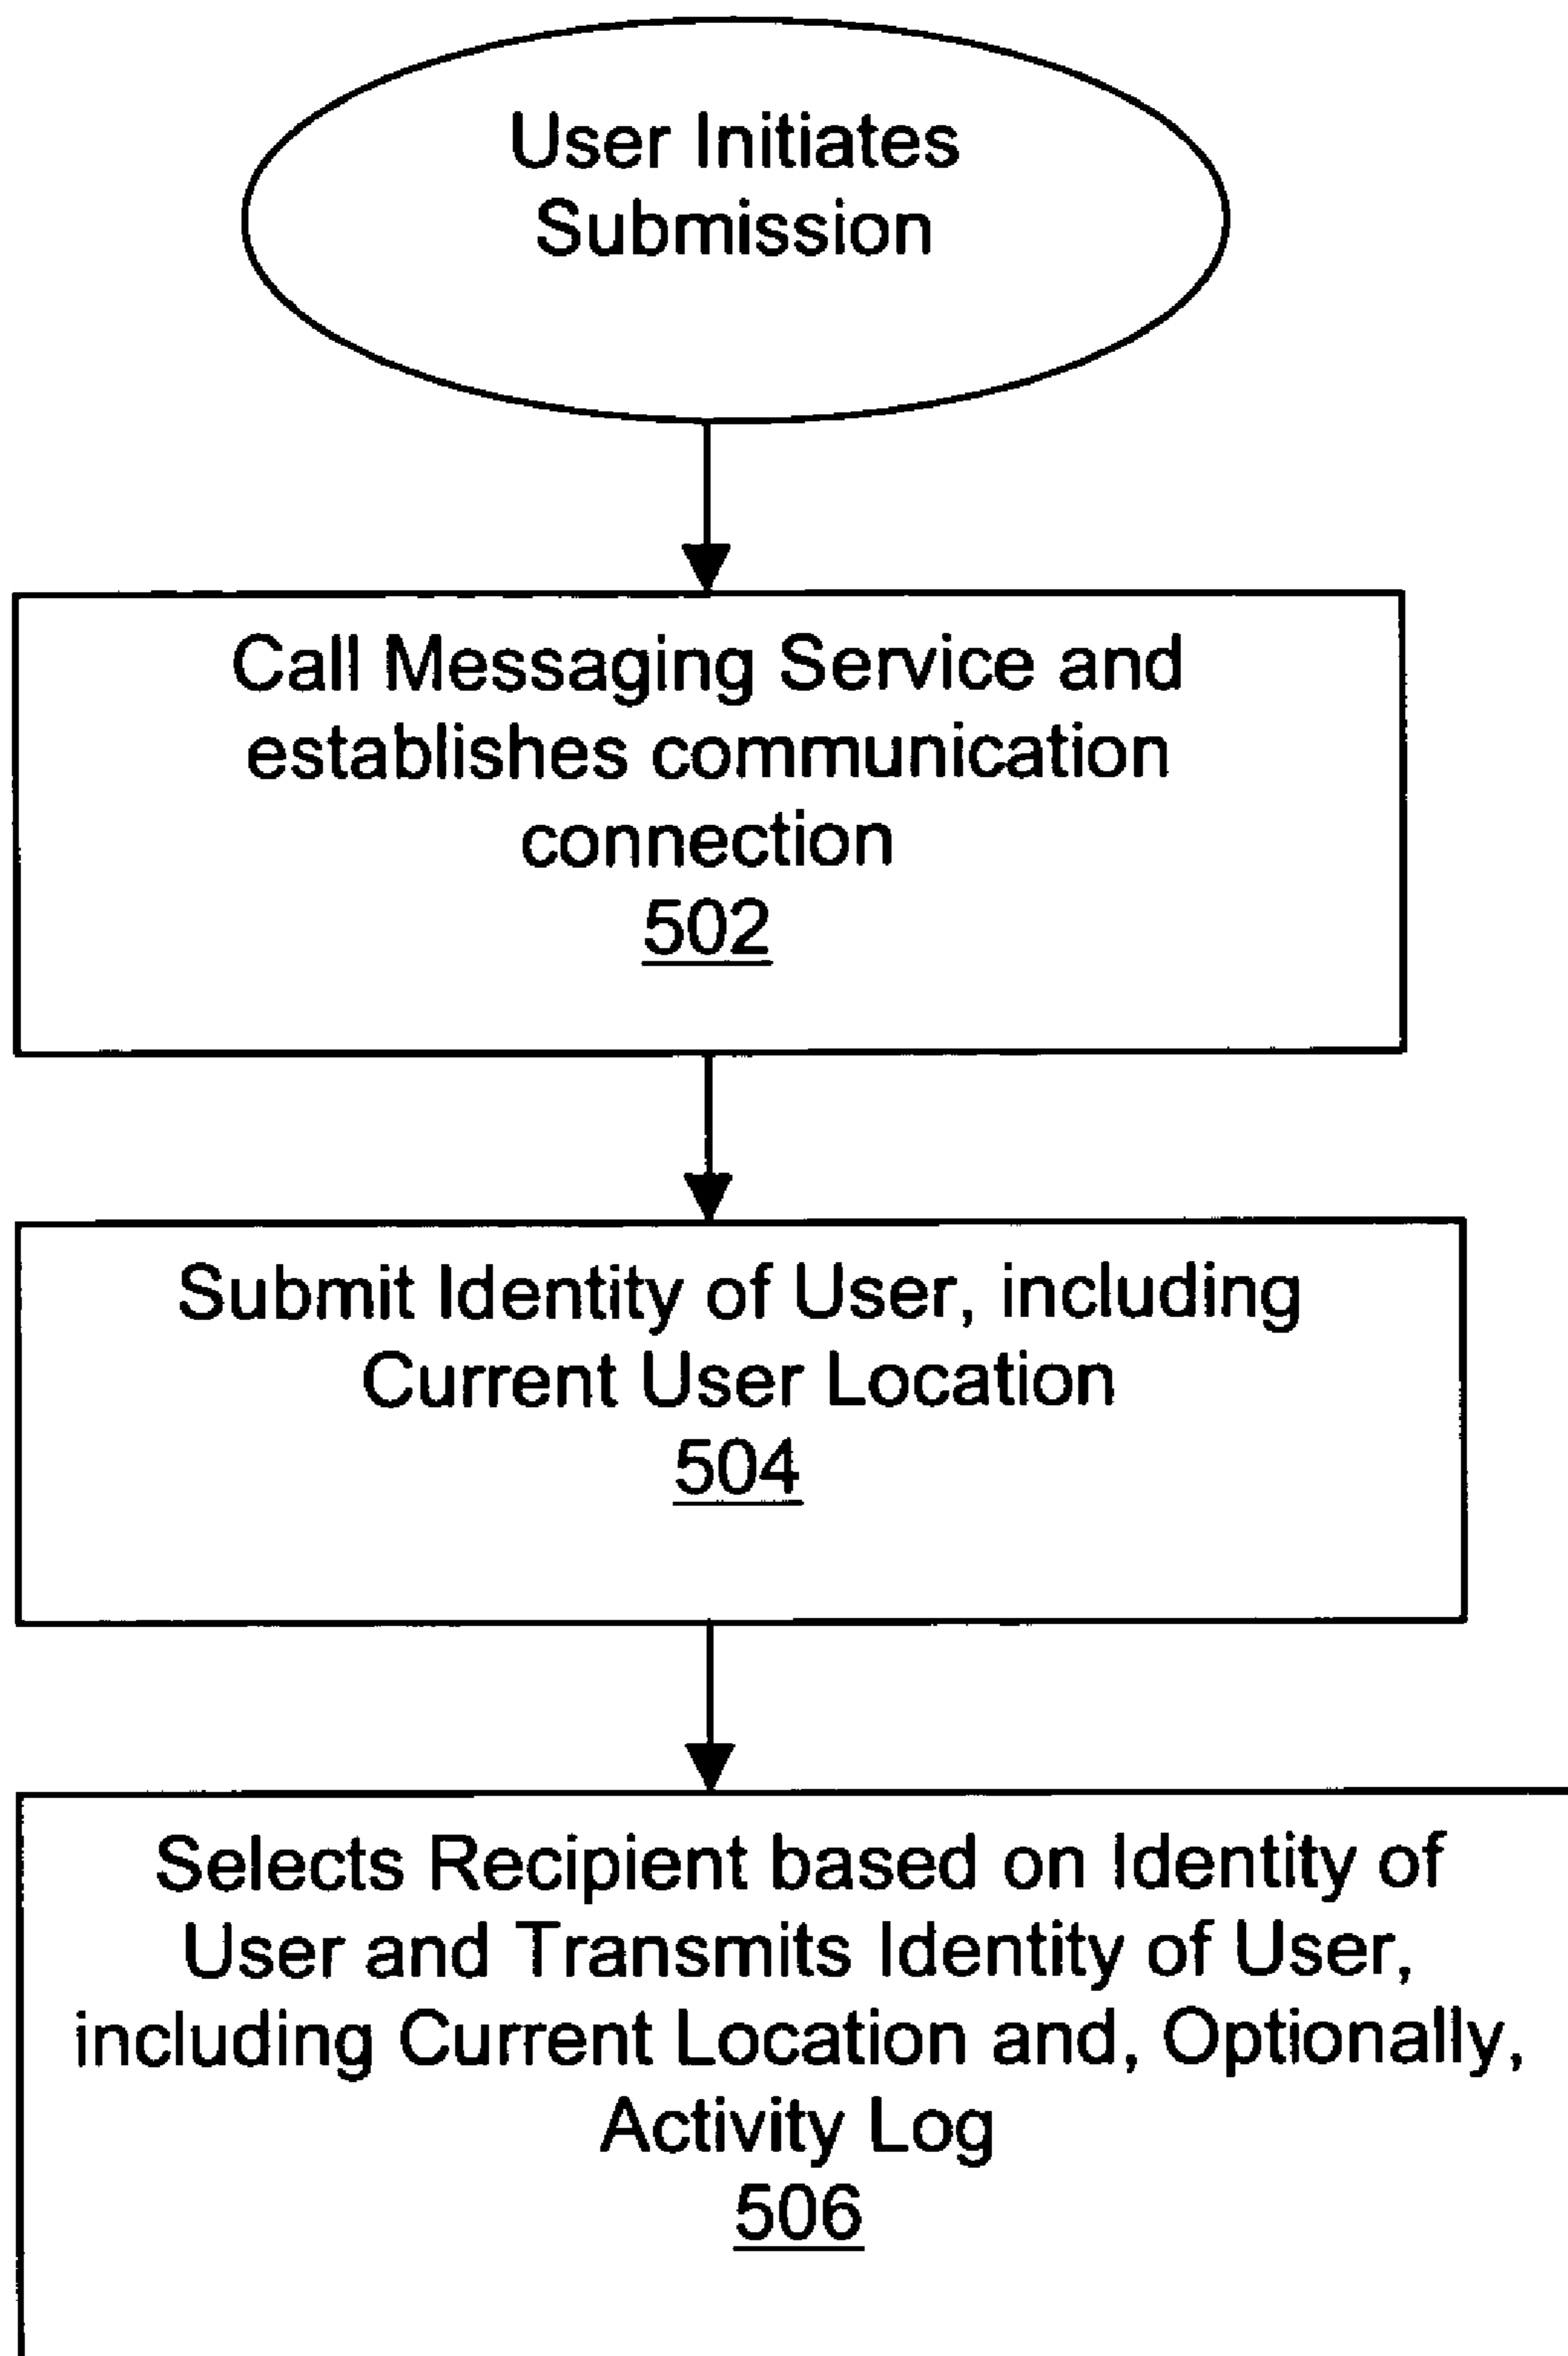 User Initiates
Submission
Call Messaging Service and
establishes communication
connection
502
Submit Identity of User, including
Current User Location
504
Selects Recipient based on Identity of
User and Transmits Identity of User,
including Current Location and, Optionally,
Activity Log
506